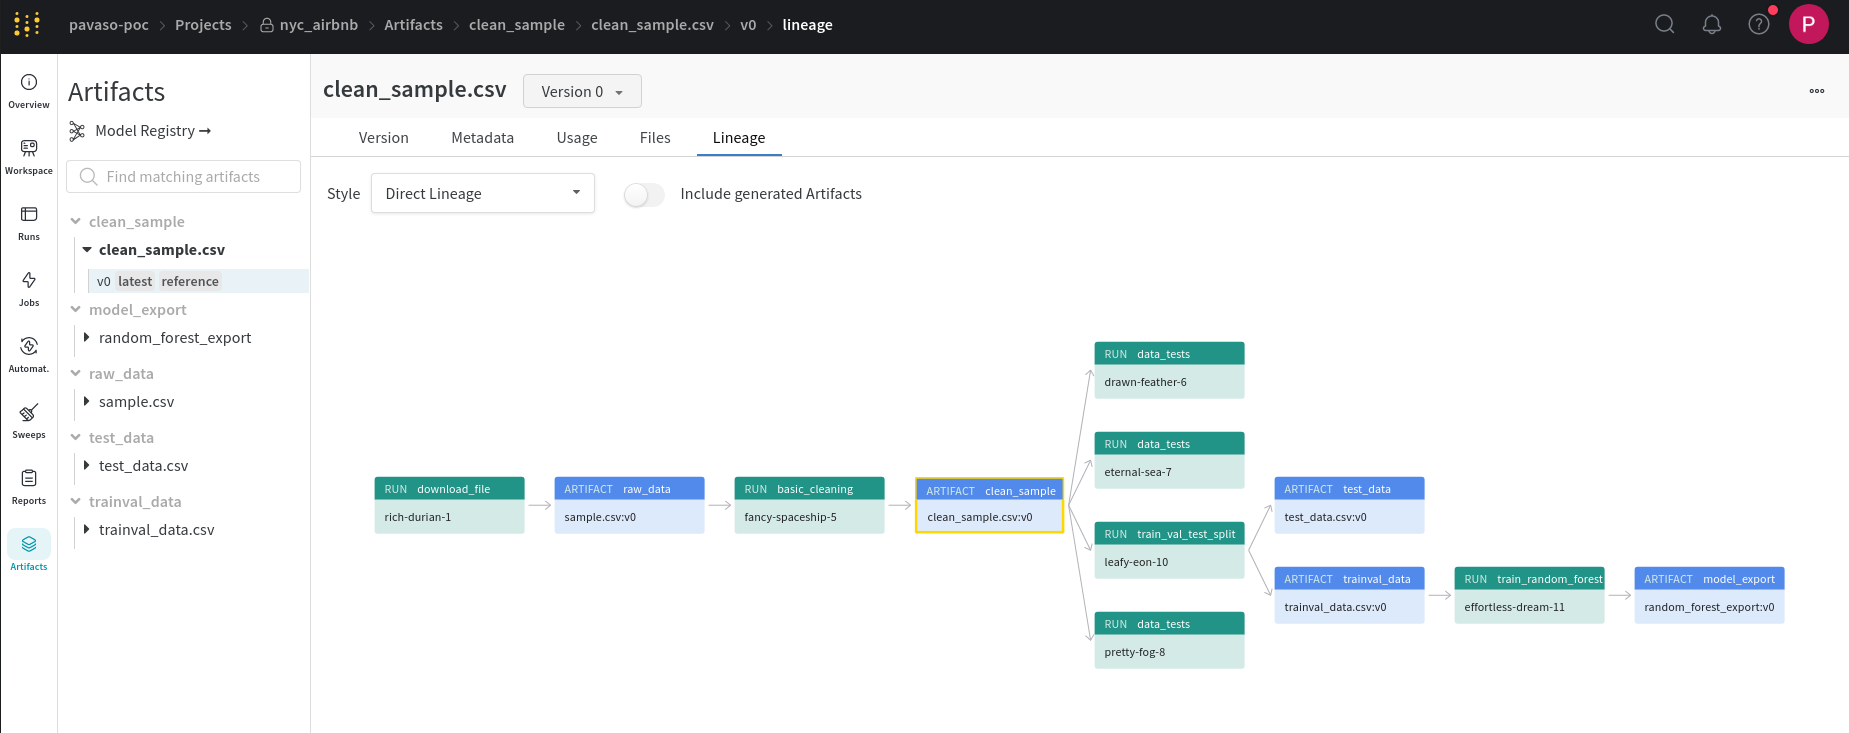 pavaso-poc > Projects > nyc_airbnb > Artifacts > clean_sample > clean_sample.csv > v0 > lineage
P
Overview
Workspace
Runs
Jobs
Automat.
Sweeps
Reports
Artifacts
Artifacts
Model Registry →
Find matching artifacts
clean_sample
clean_sample.csv
v0 latest reference
model_export
random_forest_export
raw_data
sample.csv
test_data
test_data.csv
trainval_data
trainval_data.csv
clean_sample.csv Version 0
Version Metadata Usage Files Lineage
Style Direct Lineage Include generated Artifacts
RUN download_file
rich-durian-1
ARTIFACT raw_data
sample.csv:v0
RUN basic_cleaning
fancy-spaceship-5
ARTIFACT clean_sample
clean_sample.csv:v0
RUN data_tests
drawn-feather-6
RUN data_tests
eternal-sea-7
RUN train_val_test_split
leafy-eon-10
RUN data_tests
pretty-fog-8
ARTIFACT test_data
test_data.csv:v0
ARTIFACT trainval_data
trainval_data.csv:v0
RUN train_random_forest
effortless-dream-11
ARTIFACT model_export
random_forest_export:v0